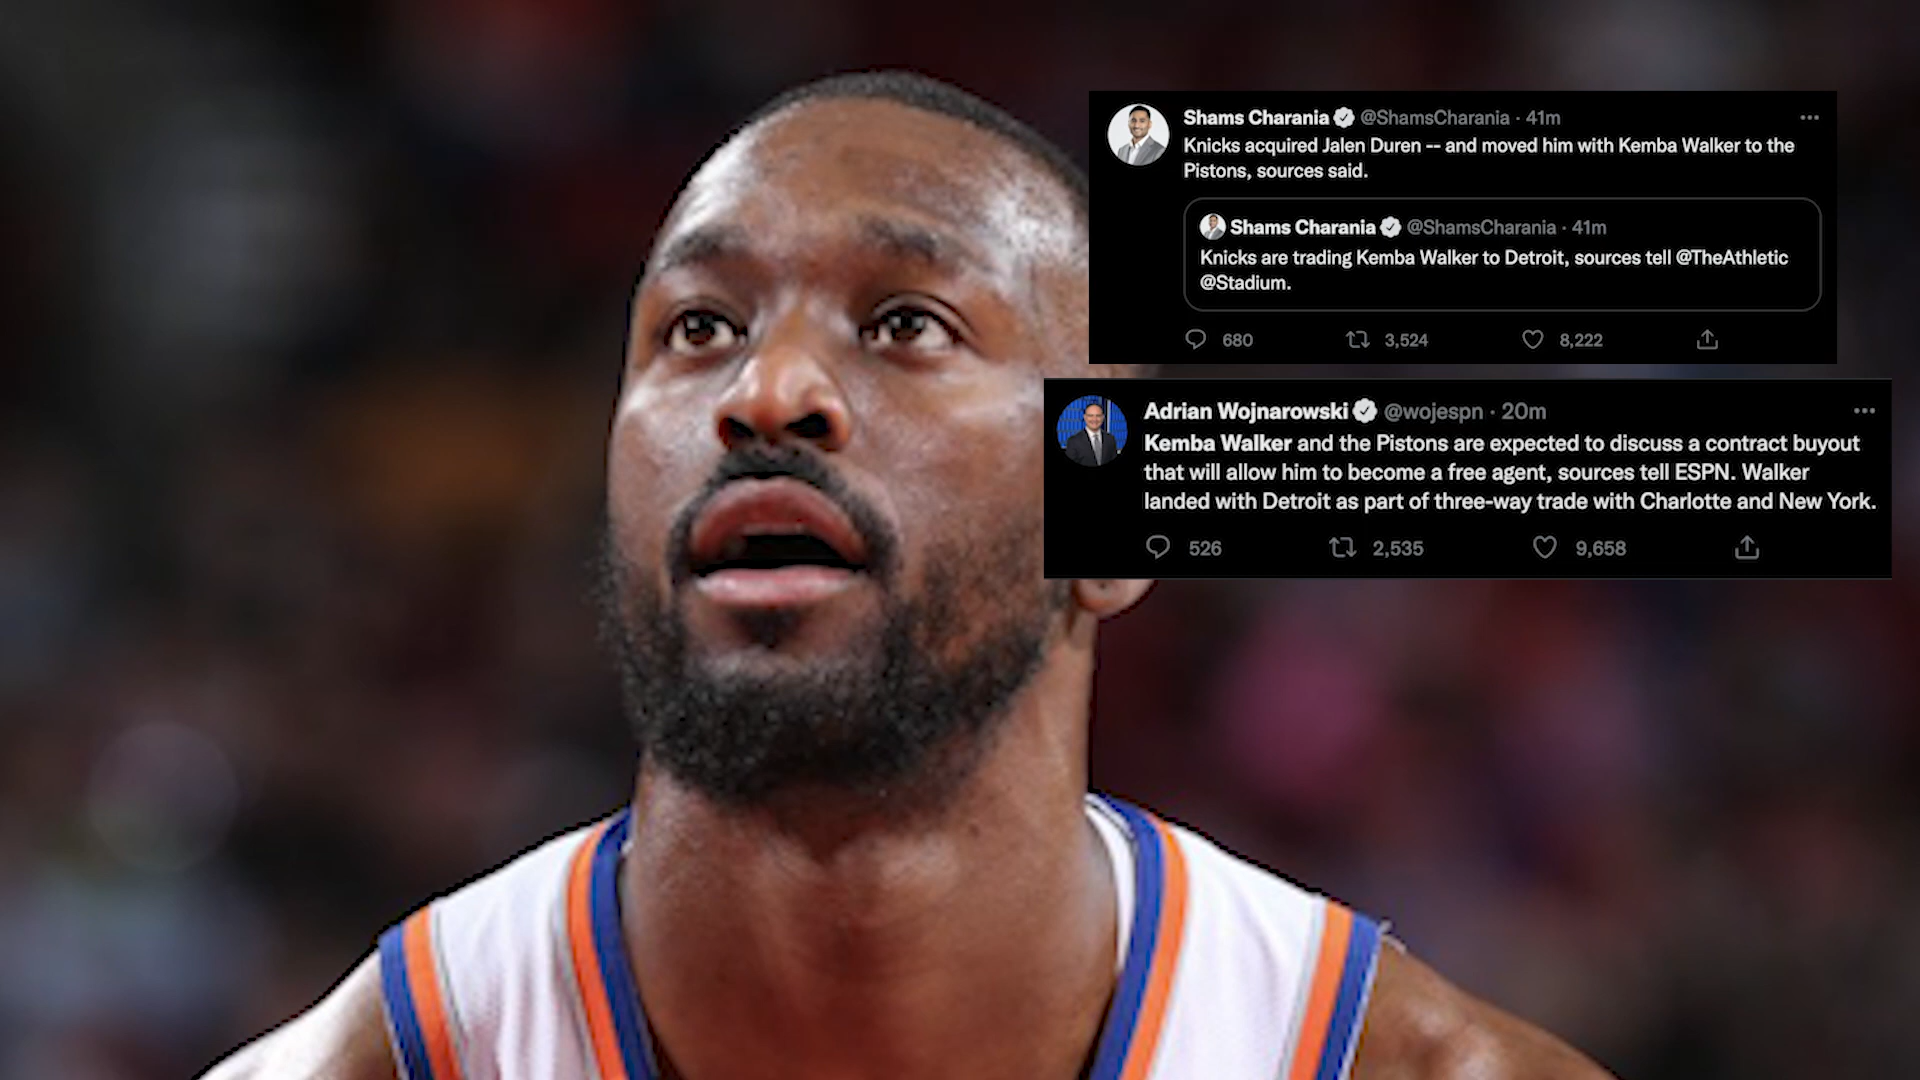 Shams Charania @ShamsCharania · 41m
Knicks acquired Jalen Duren -- and moved him with Kemba Walker to the
Pistons, sources said.
Shams Charania @ShamsCharania · 41m
Knicks are trading Kemba Walker to Detroit, sources tell @TheAthletic
@Stadium.
680 3,524 8,222
Adrian Wojnarowski @wojespn · 20m
Kemba Walker and the Pistons are expected to discuss a contract buyout
that will allow him to become a free agent, sources tell ESPN. Walker
landed with Detroit as part of three-way trade with Charlotte and New York.
526 2,535 9,658